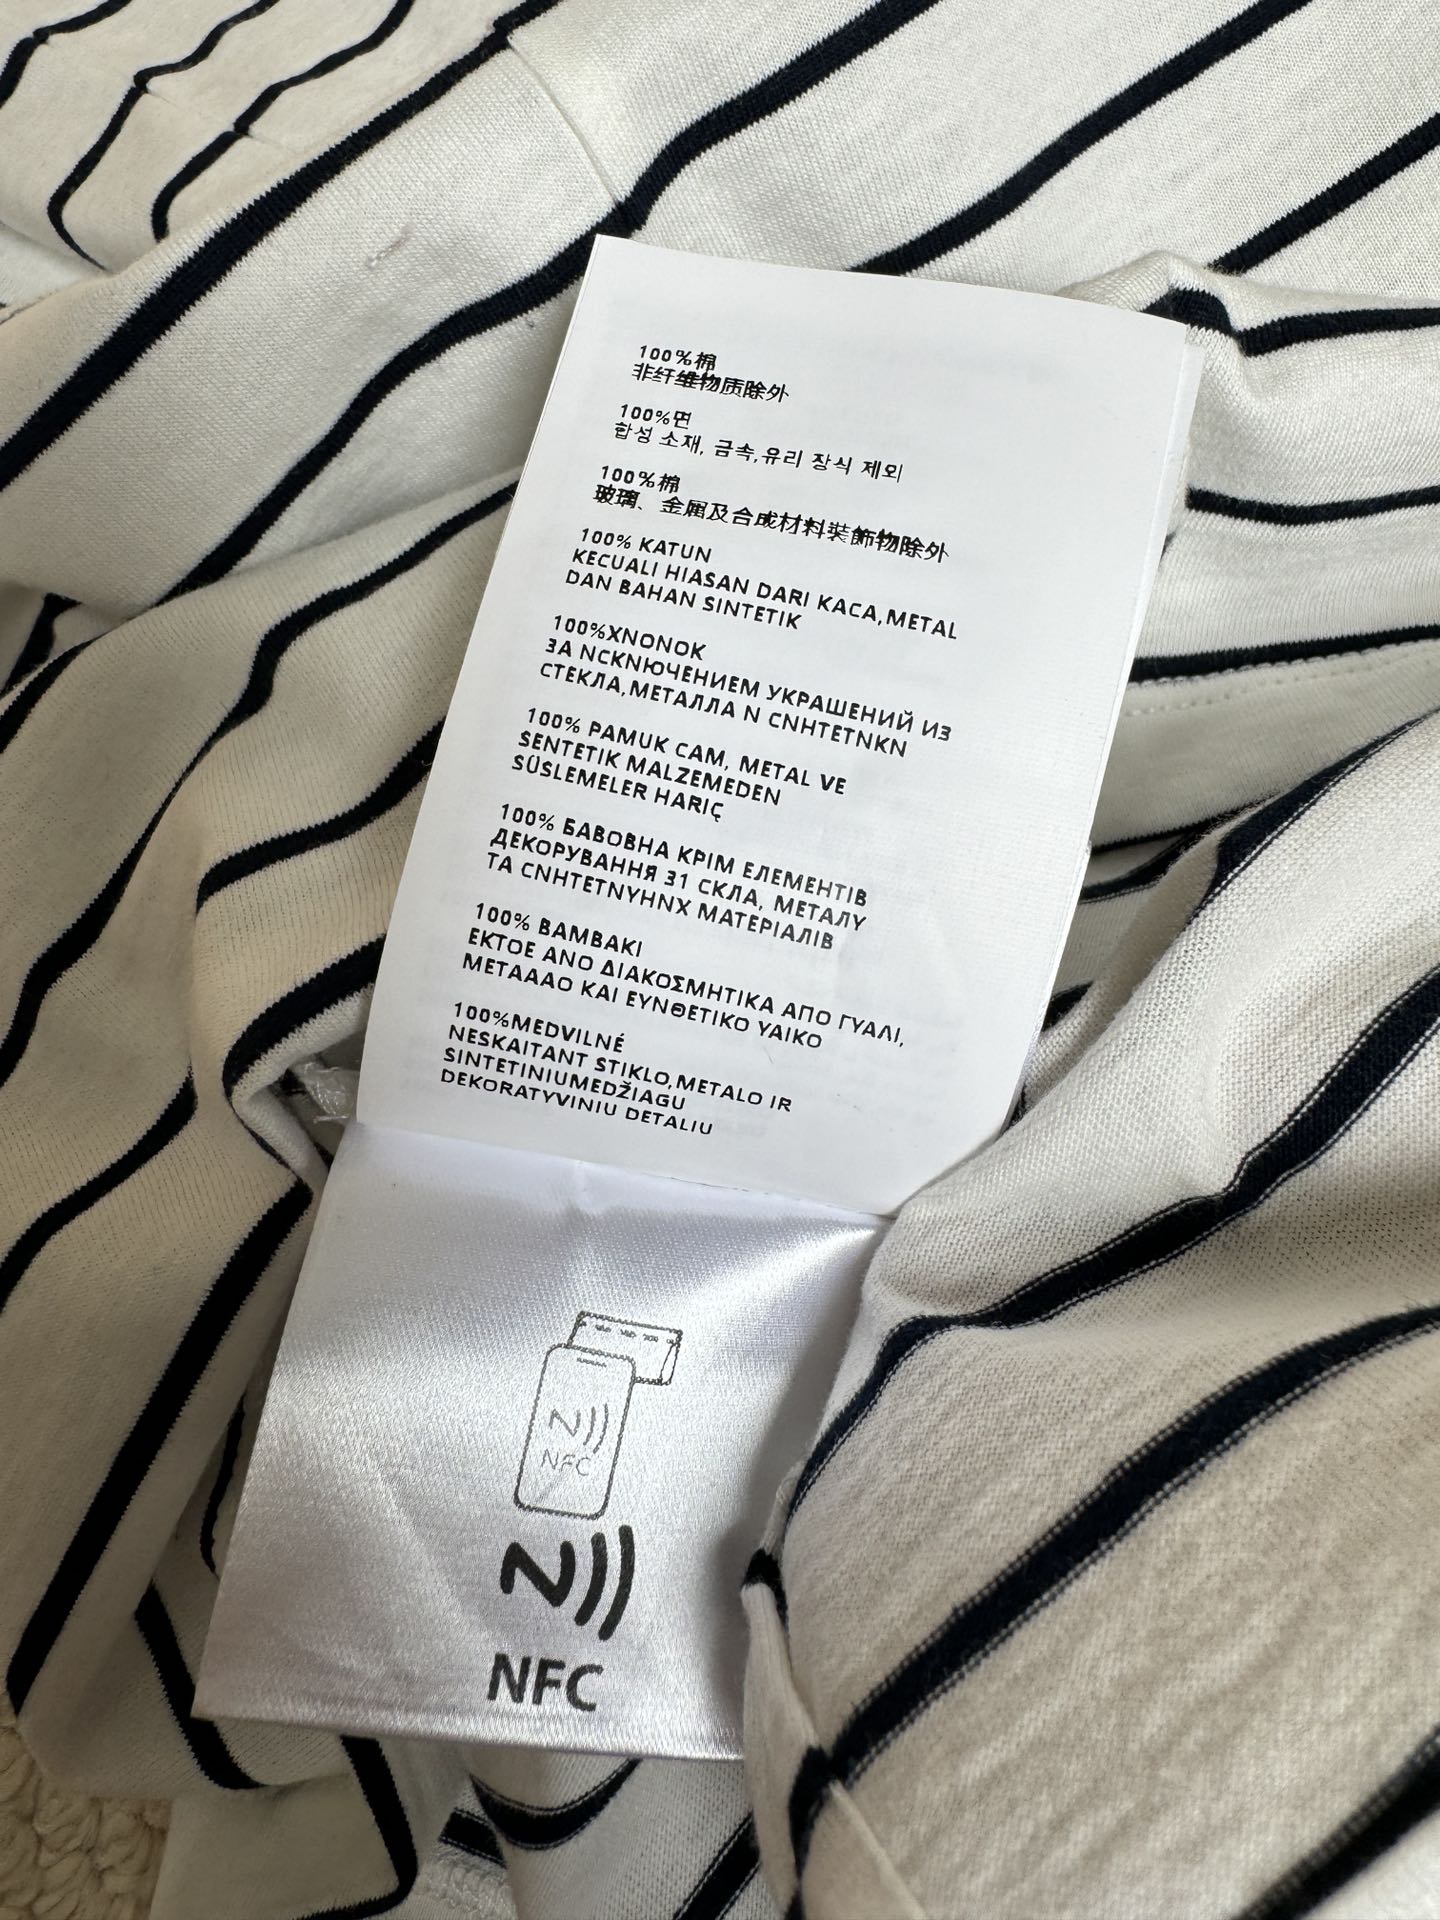 100%棉
非纤维物质除外
100%면
합성 소재, 금속,유리 장식 제외
100%棉
玻璃、金属及合成材料裝飾物除外
100% KATUN
KECUALI HIASAN DARI KACA,METAL
DAN BAHAN SINTETIK
100%XNONOK
ЗА NCKNЮЧЕНИЕМ УКРАШЕНИЙ ИЗ
СТЕКЛА,МЕТАЛЛА N CNHTETNKN
100% PAMUK CAM, METAL VE
SENTETIK MALZEMEDEN
SÜSLEMELER HARIÇ
100% БАВОВНА КРІМ ЕЛЕМЕНТІВ
ДЕКОРУВАННЯ 31 СКЛА, МЕТАЛУ
ТА CNHTETNYHNX МАТЕРІАЛІВ
100% BAMBAKI
EKTOE ANO ΔIAKOΣMHTIKA AПO ГYAΛI,
METAAAO KAI EYNΘETIKO YAIKO
100%MEDVILNÉ
NESKAITANT STIKLO,METALO IR
SINTETINIUMEDŽIAGU
DEKORATYVINIU DETALIU
NFC
NFC